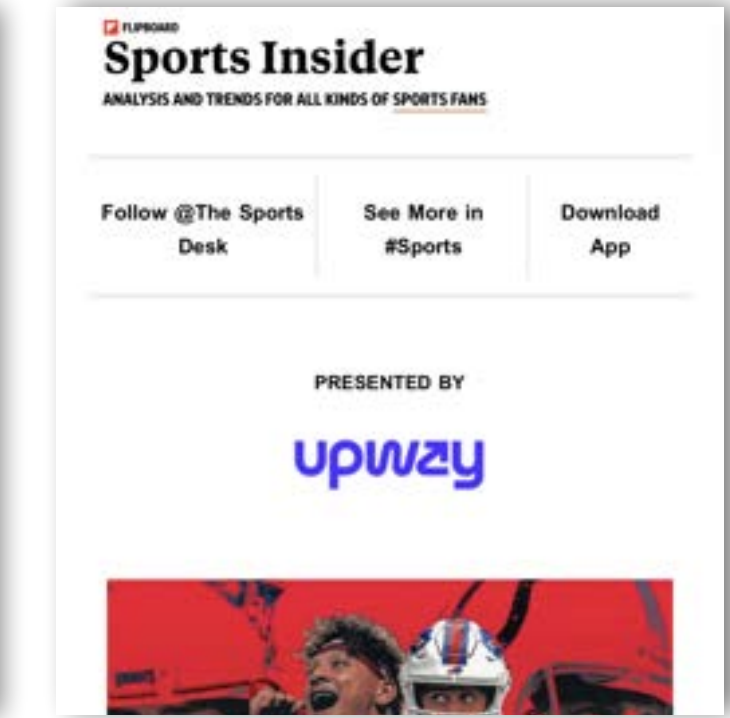 FLIPBOARD
Sports Insider
ANALYSIS AND TRENDS FOR ALL KINDS OF SPORTS FANS
Follow @The Sports
Desk
See More in
#Sports
Download
App
PRESENTED BY
upway